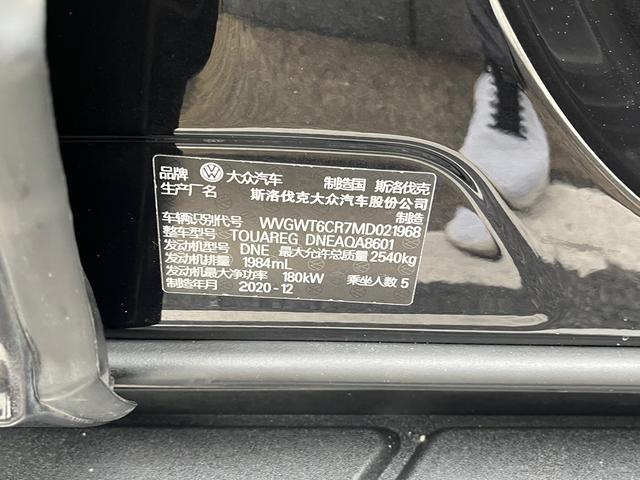 品牌 大众汽车 制造国 斯洛伐克
生产厂名 斯洛伐克大众汽车股份公司
制造
车辆识别代号 WVGWT6CR7MD021968
整车型号 TOUAREG DNEAQA8601
发动机型号 DNE 最大允许总质量 2540kg
发动机排量 1984mL
发动机最大净功率 180kW 乘坐人数 5
制造年月 2020-12